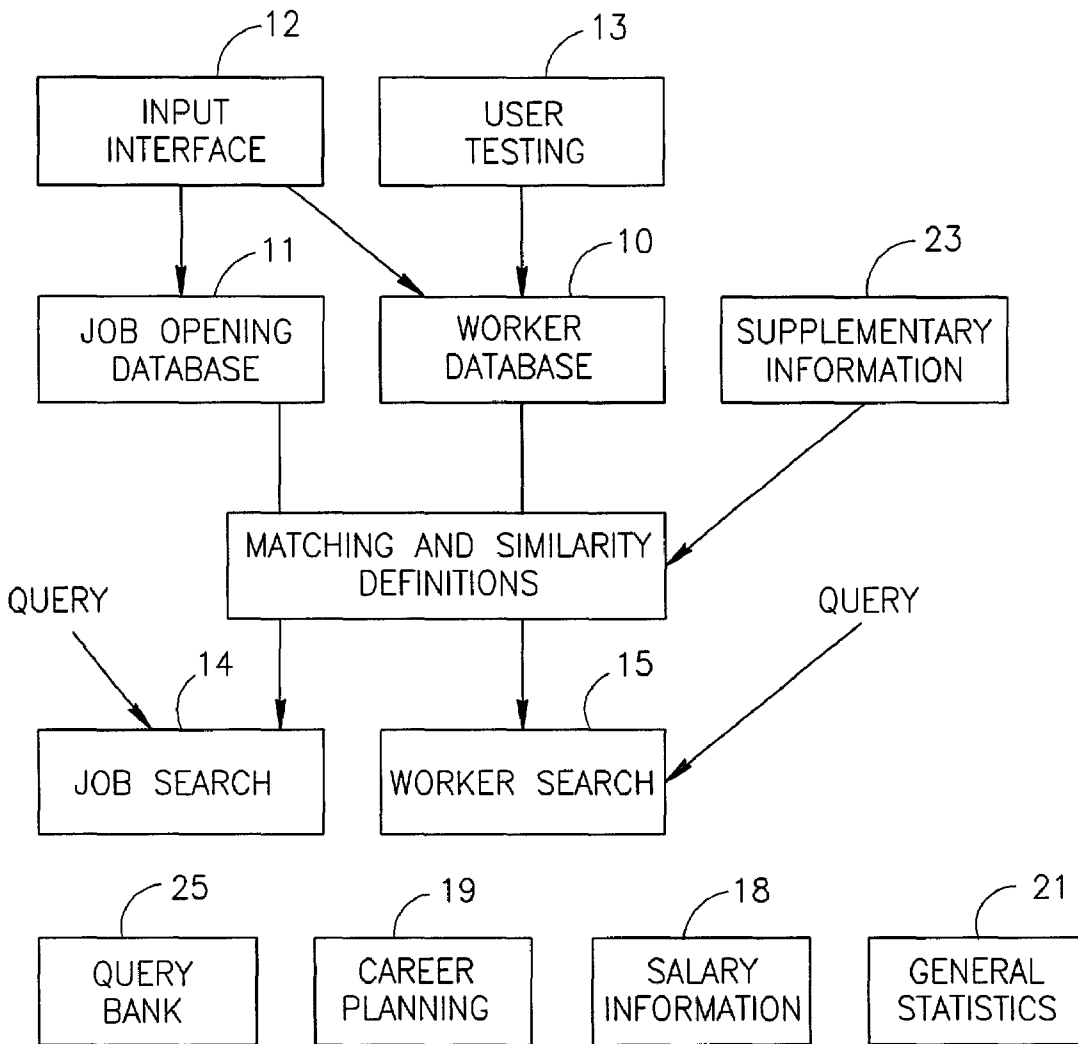 12
13
INPUT
INTERFACE
USER
TESTING
11
10
23
JOB OPENING
DATABASE
WORKER
DATABASE
SUPPLEMENTARY
INFORMATION
MATCHING AND SIMILARITY
DEFINITIONS
QUERY
QUERY
14
15
JOB SEARCH
WORKER SEARCH
25
19
18
21
QUERY
BANK
CAREER
PLANNING
SALARY
INFORMATION
GENERAL
STATISTICS